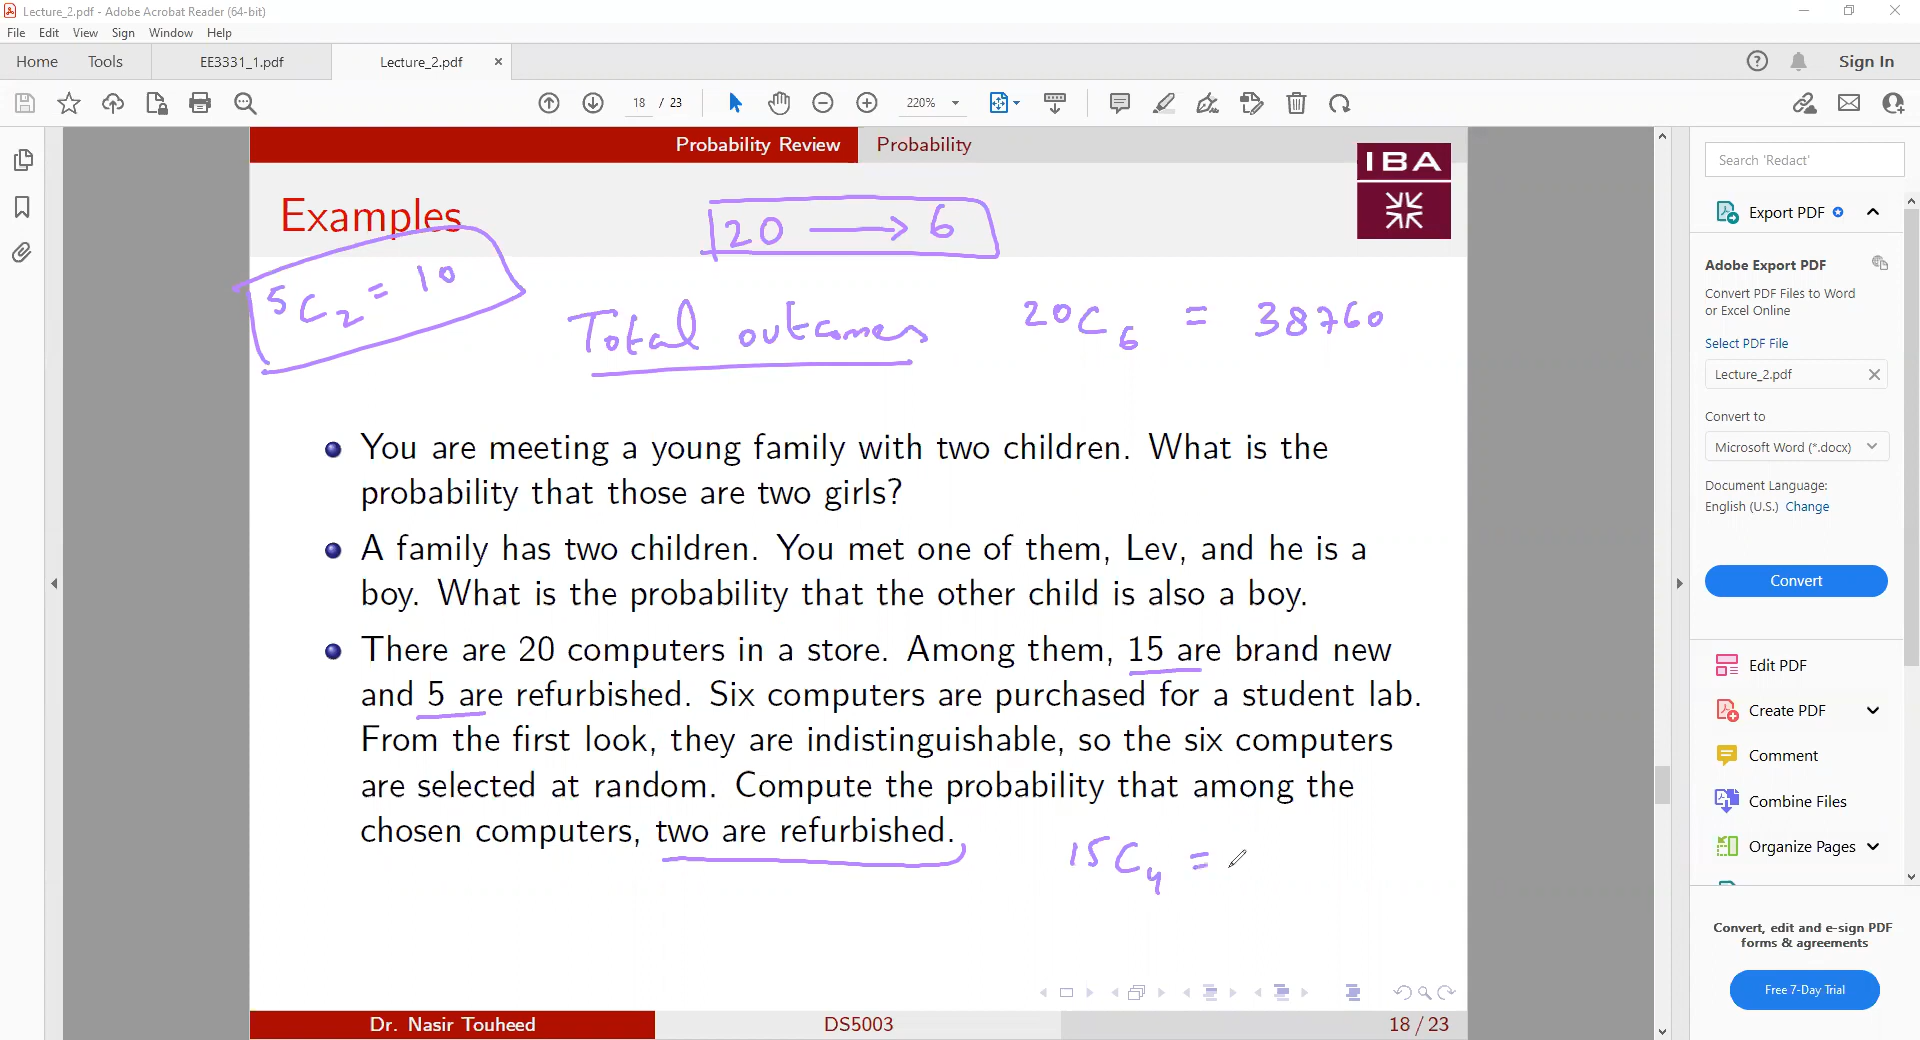 Lecture_2.pdf - Adobe Acrobat Reader (64-bit)
File Edit View Sign Window Help
Home Tools EE3331_1.pdf Lecture_2.pdf × Sign In
18 / 23 220%
Probability Review Probability
IBA
Examples
20 → 6
5C2 = 10
Total outcomes 20C6 = 38760
You are meeting a young family with two children. What is the
probability that those are two girls?
A family has two children. You met one of them, Lev, and he is a
boy. What is the probability that the other child is also a boy.
There are 20 computers in a store. Among them, 15 are brand new
and 5 are refurbished. Six computers are purchased for a student lab.
From the first look, they are indistinguishable, so the six computers
are selected at random. Compute the probability that among the
chosen computers, two are refurbished.
15C4 =
Dr. Nasir Touheed DS5003 18 / 23
Search 'Redact'
Export PDF
Adobe Export PDF
Convert PDF Files to Word
or Excel Online
Select PDF File
Lecture_2.pdf
Convert to
Microsoft Word (*.docx)
Document Language:
English (U.S.) Change
Convert
Edit PDF
Create PDF
Comment
Combine Files
Organize Pages
Convert, edit and e-sign PDF
forms & agreements
Free 7-Day Trial